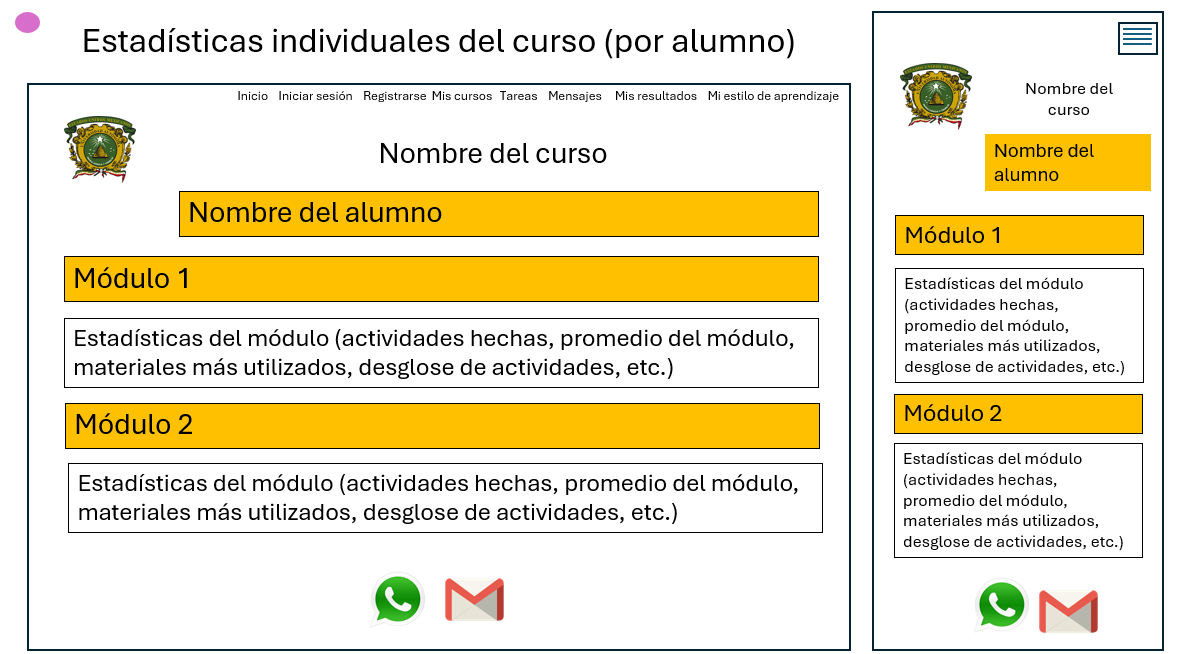 Estadísticas individuales del curso (por alumno)
Inicio Iniciar sesión Registrarse Mis cursos Tareas Mensajes Mis resultados Mi estilo de aprendizaje
Nombre del curso
Nombre del alumno
Módulo 1
Estadísticas del módulo (actividades hechas, promedio del módulo,
materiales más utilizados, desglose de actividades, etc.)
Módulo 2
Estadísticas del módulo (actividades hechas, promedio del módulo,
materiales más utilizados, desglose de actividades, etc.)
Nombre del
curso
Nombre del
alumno
Módulo 1
Estadísticas del módulo
(actividades hechas,
promedio del módulo,
materiales más utilizados,
desglose de actividades, etc.)
Módulo 2
Estadísticas del módulo
(actividades hechas,
promedio del módulo,
materiales más utilizados,
desglose de actividades, etc.)